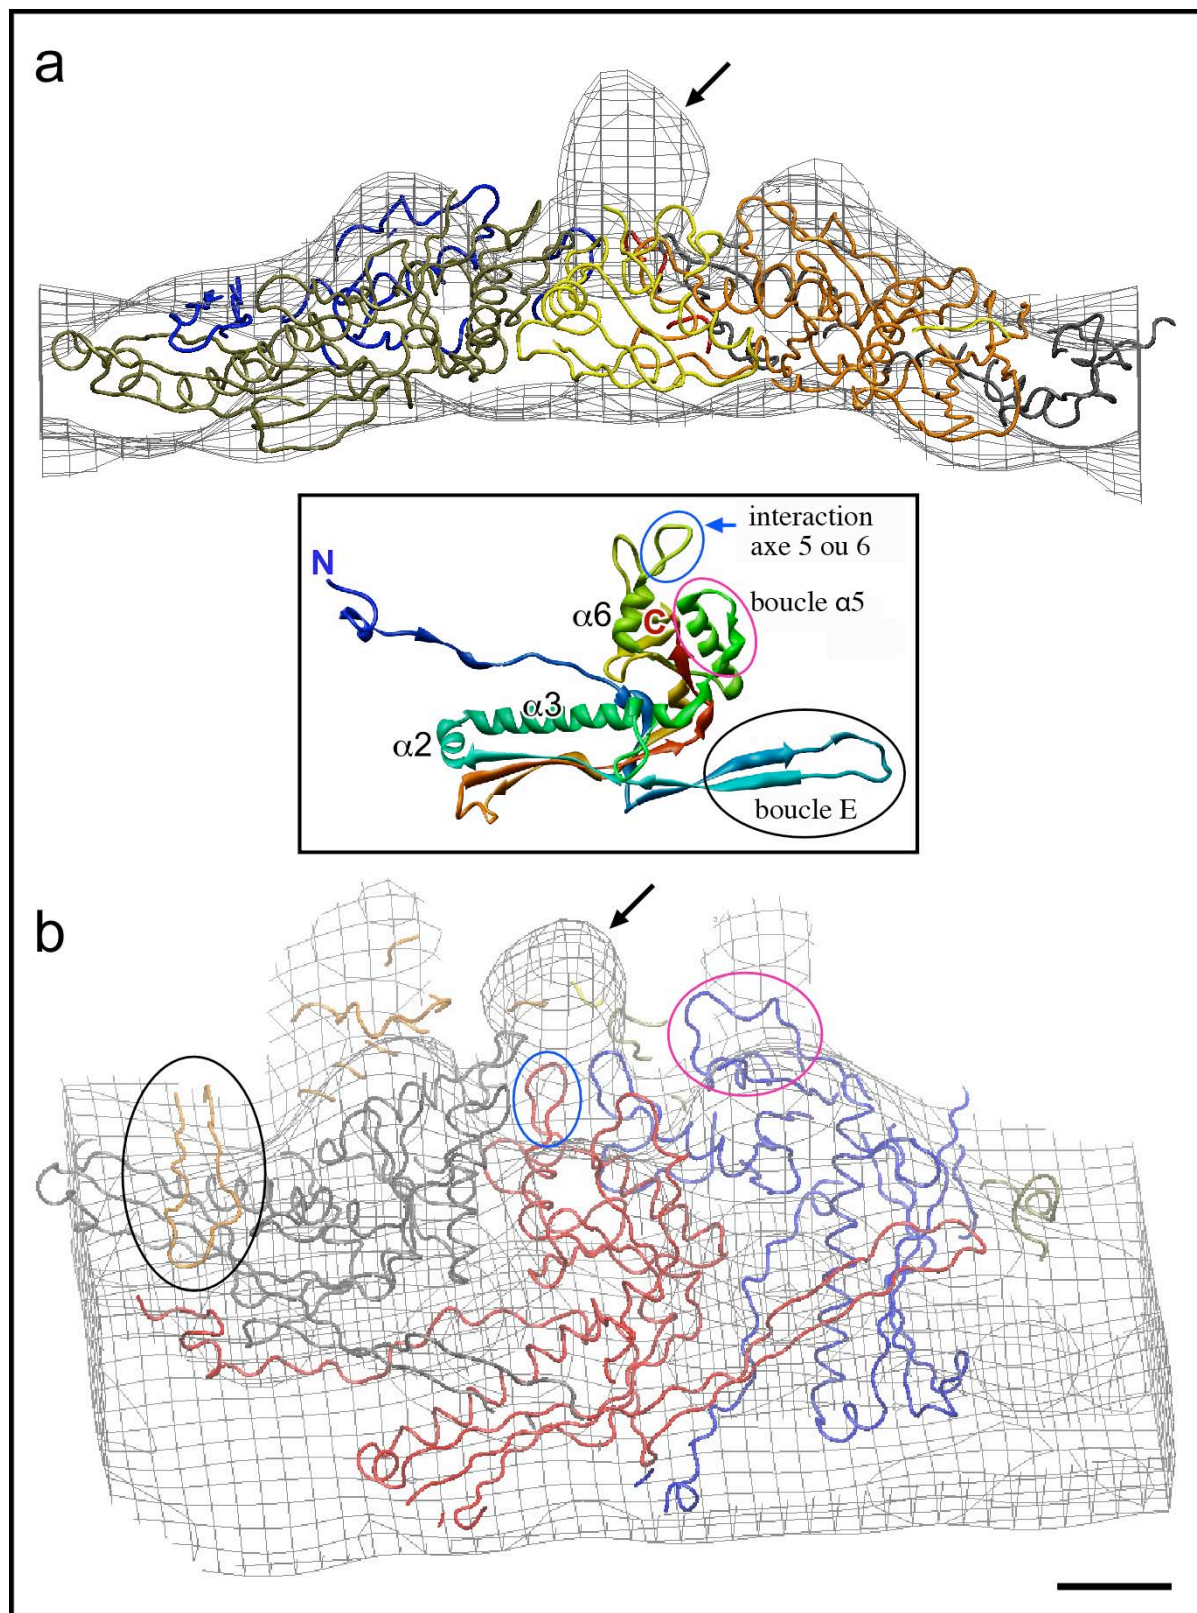 a
interaction
axe 5 ou 6
N
boucle α5
α6
C
α3
α2
boucle E
b